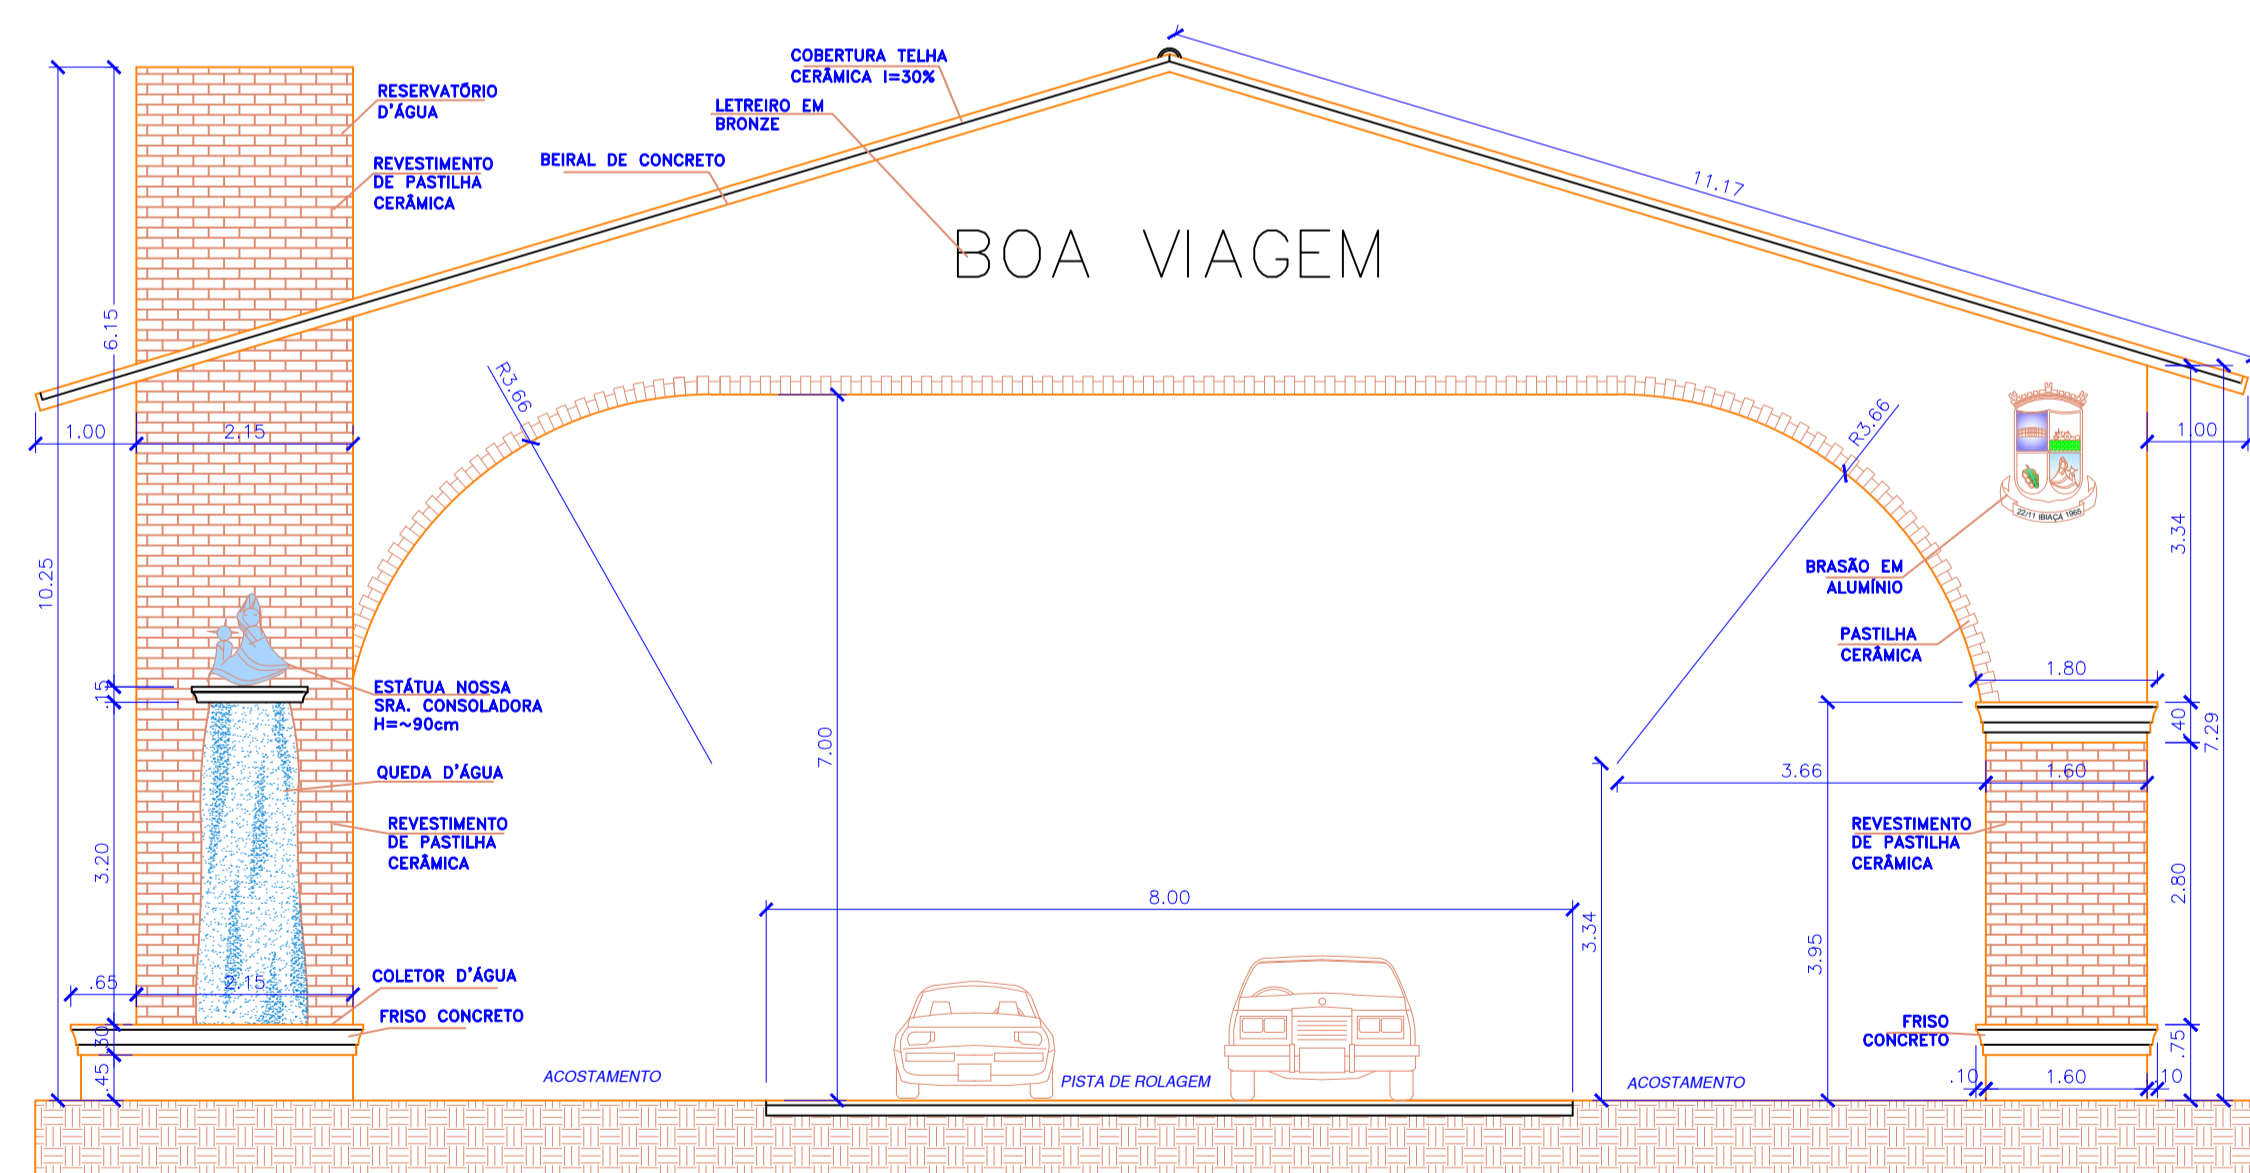 COBERTURA TELHA
CERÂMICA I=30%
LETREIRO EM
BRONZE
BEIRAL DE CONCRETO
RESERVATÓRIO
D'ÁGUA
REVESTIMENTO
DE PASTILHA
CERÂMICA
11.17
BOA VIAGEM
6.15
10.25
1.00
2.15
R3.66
R3.66
1.00
22/11 IBIAÇÁ 1965
3.34
BRASÃO EM
ALUMÍNIO
PASTILHA
CERÂMICA
1.80
ESTÁTUA NOSSA
SRA. CONSOLADORA
H=~90cm
.15
7.00
.40
7.29
QUEDA D'ÁGUA
3.66
1.60
REVESTIMENTO
DE PASTILHA
CERÂMICA
REVESTIMENTO
DE PASTILHA
CERÂMICA
3.20
2.80
8.00
3.34
3.95
.65
2.15
COLETOR D'ÁGUA
FRISO CONCRETO
FRISO
CONCRETO
.30
.45
.75
ACOSTAMENTO
PISTA DE ROLAGEM
ACOSTAMENTO
.10
1.60
.10